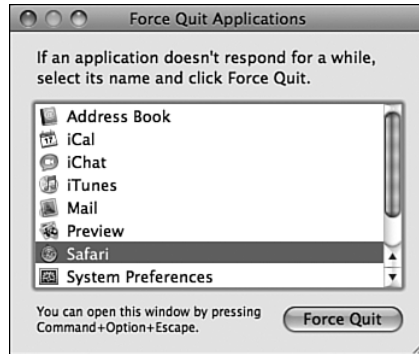 Force Quit Applications
If an application doesn't respond for a while,
select its name and click Force Quit.
Address Book
iCal
iChat
iTunes
Mail
Preview
Safari
System Preferences
You can open this window by pressing
Command+Option+Escape.
Force Quit